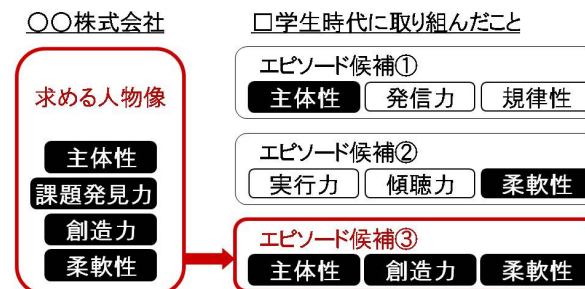 ○○株式会社
求める人物像
主体性
課題発見力
創造力
柔軟性
□学生時代に取り組んだこと
エピソード候補①
主体性 発信力 規律性
エピソード候補②
実行力 傾聴力 柔軟性
エピソード候補③
主体性 創造力 柔軟性